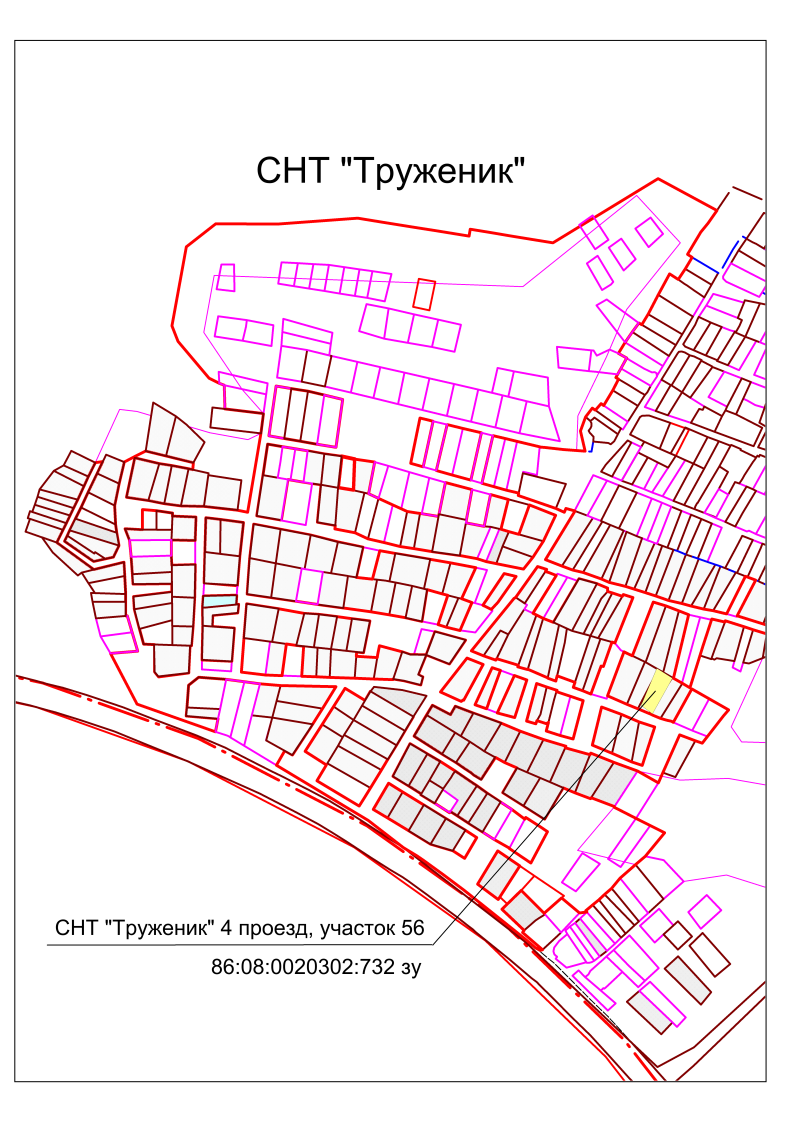 СНТ "Труженик"
СНТ "Труженик" 4 проезд, участок 56
86:08:0020302:732 зу